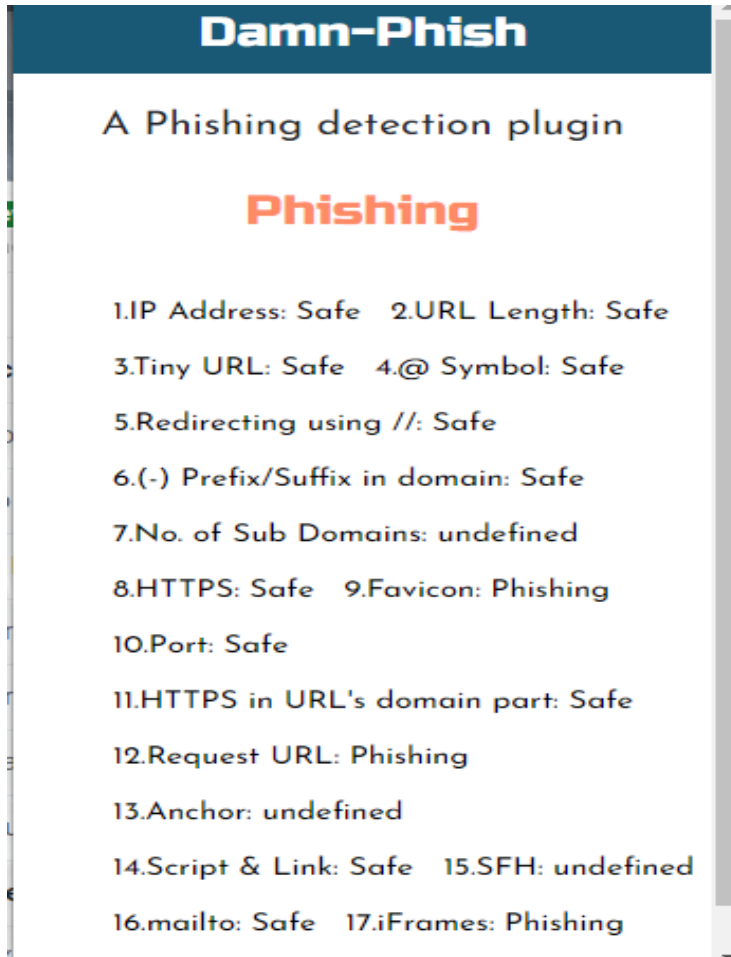 Damn-Phish
A Phishing detection plugin
Phishing
1.IP Address: Safe 2.URL Length: Safe
3.Tiny URL: Safe 4.@ Symbol: Safe
5.Redirecting using //: Safe
6.(-) Prefix/Suffix in domain: Safe
7.No. of Sub Domains: undefined
8.HTTPS: Safe 9.Favicon: Phishing
10.Port: Safe
11.HTTPS in URL's domain part: Safe
12.Request URL: Phishing
13.Anchor: undefined
14.Script & Link: Safe 15.SFH: undefined
16.mailto: Safe 17.iFrames: Phishing